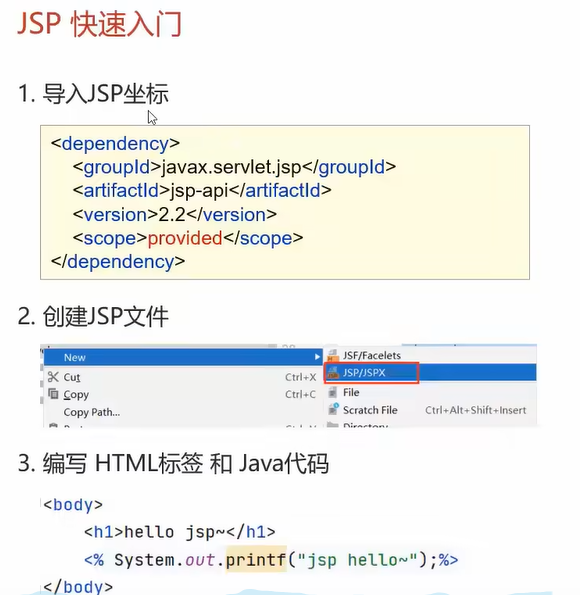 JSP 快速入门
1. 导入JSP坐标
<dependency>
<groupId>javax.servlet.jsp</groupId>
<artifactId>jsp-api</artifactId>
<version>2.2</version>
<scope>provided</scope>
</dependency>
2. 创建JSP文件
New
JSF/Facelets
JSP/JSPX
Cut Ctrl+X
File
Copy Ctrl+C
Scratch File Ctrl+Alt+Shift+Insert
Copy Path...
Directory
3. 编写 HTML标签 和 Java代码
<body>
<h1>hello jsp~</h1>
<% System.out.printf("jsp hello~");%>
</body>